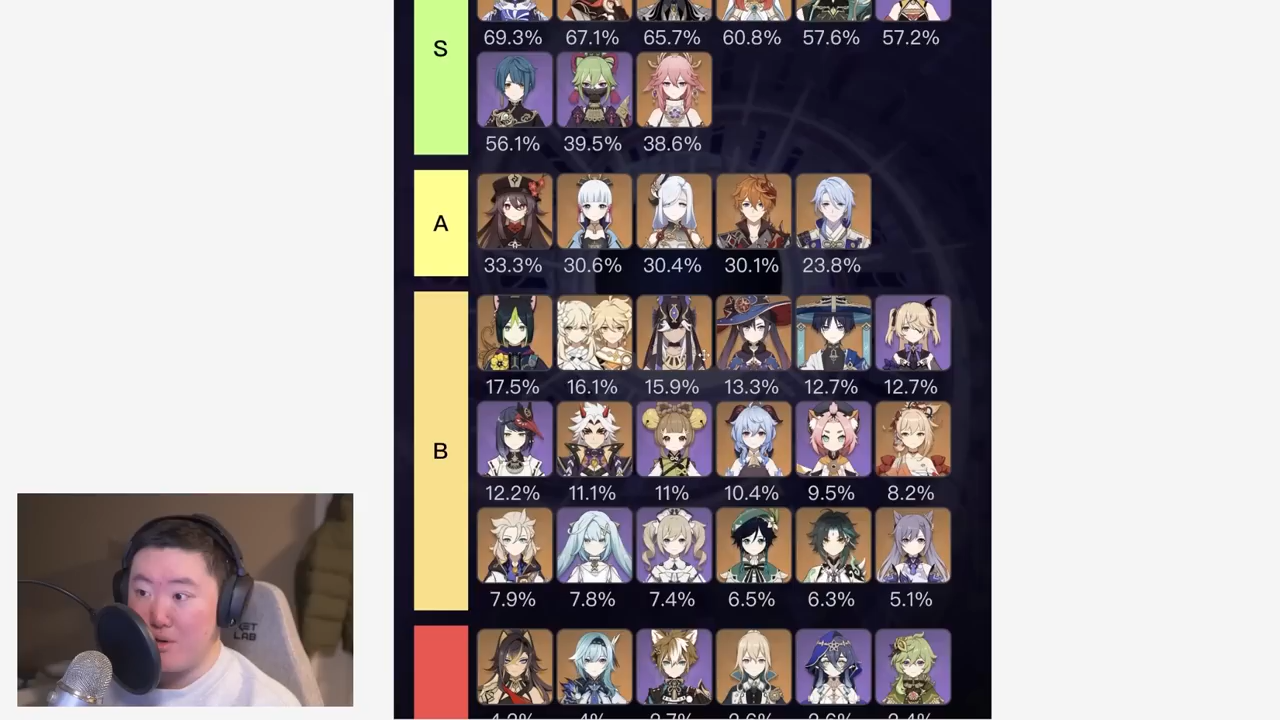 S
69.3% 67.1% 65.7% 60.8% 57.6% 57.2%
56.1% 39.5% 38.6%
A
33.3% 30.6% 30.4% 30.1% 23.8%
B
17.5% 16.1% 15.9% 13.3% 12.7% 12.7%
12.2% 11.1% 11% 10.4% 9.5% 8.2%
7.9% 7.8% 7.4% 6.5% 6.3% 5.1%
LAB